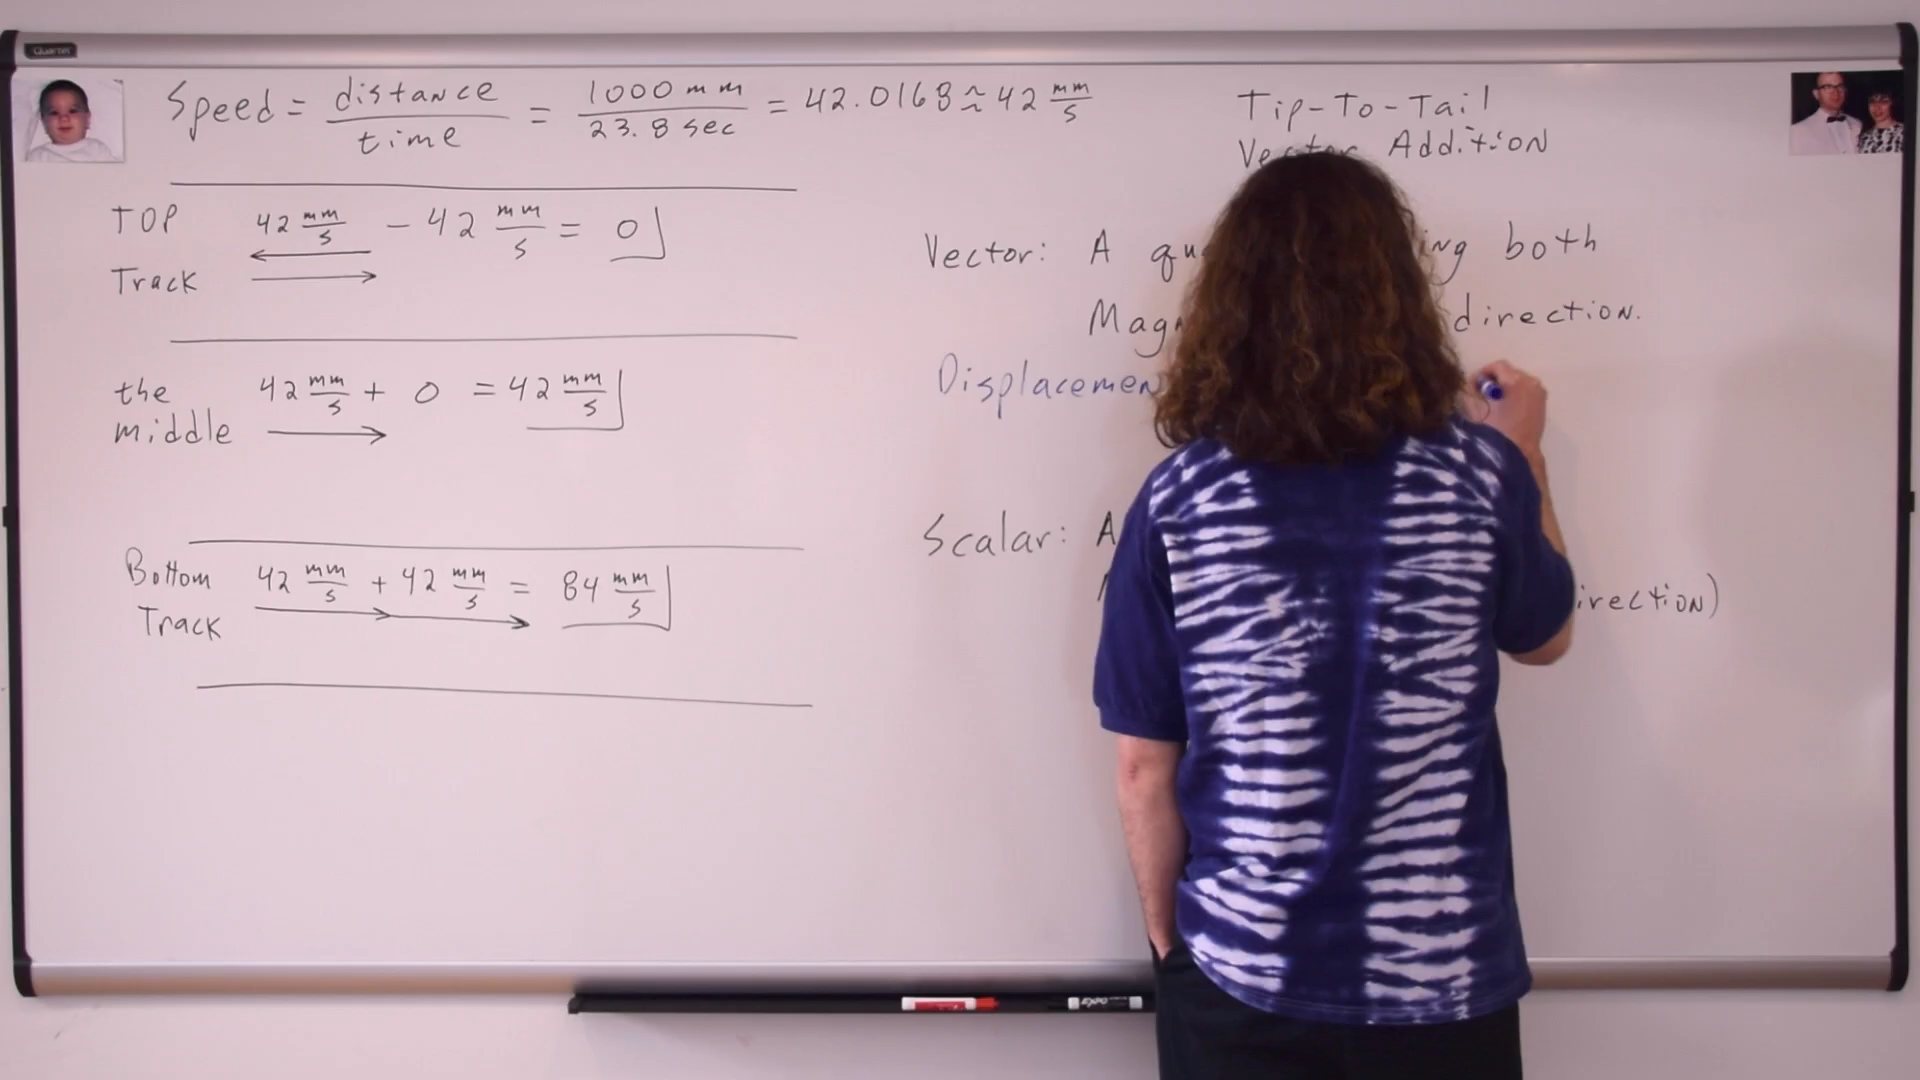 Quartet
Speed = distance / time = 1000 mm / 23.8 sec = 42.0168 ≈ 42 mm/s
Tip-To-Tail
Vector Addition
TOP Track 42 mm/s - 42 mm/s = 0
the middle 42 mm/s + 0 = 42 mm/s
Bottom Track 42 mm/s + 42 mm/s = 84 mm/s
Vector: A both
direction.
Scalar: A